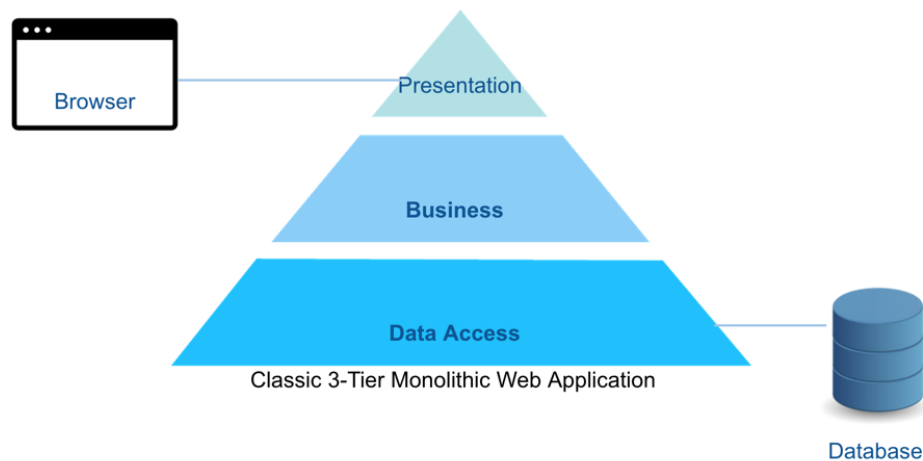 Presentation
Browser
Business
Data Access
Classic 3-Tier Monolithic Web Application
Database